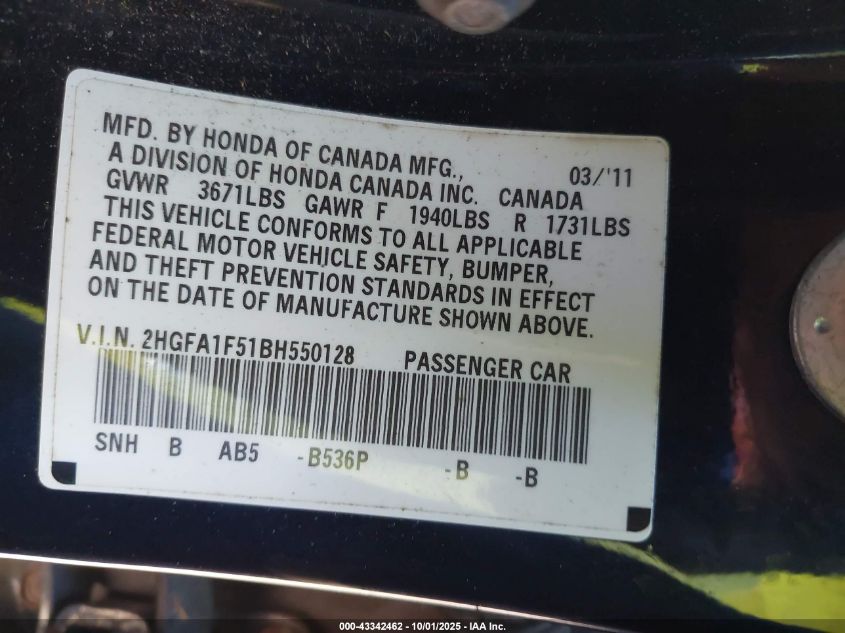 MFD. BY HONDA OF CANADA MFG., 03/'11
A DIVISION OF HONDA CANADA INC. CANADA
GVWR 3671LBS GAWR F 1940LBS R 1731LBS
THIS VEHICLE CONFORMS TO ALL APPLICABLE
FEDERAL MOTOR VEHICLE SAFETY, BUMPER,
AND THEFT PREVENTION STANDARDS IN EFFECT
ON THE DATE OF MANUFACTURE SHOWN ABOVE.
V.I.N. 2HGFA1F51BH550128 PASSENGER CAR
SNH B AB5 -B536P -B -B
000-43342462 - 10/01/2025 - IAA Inc.